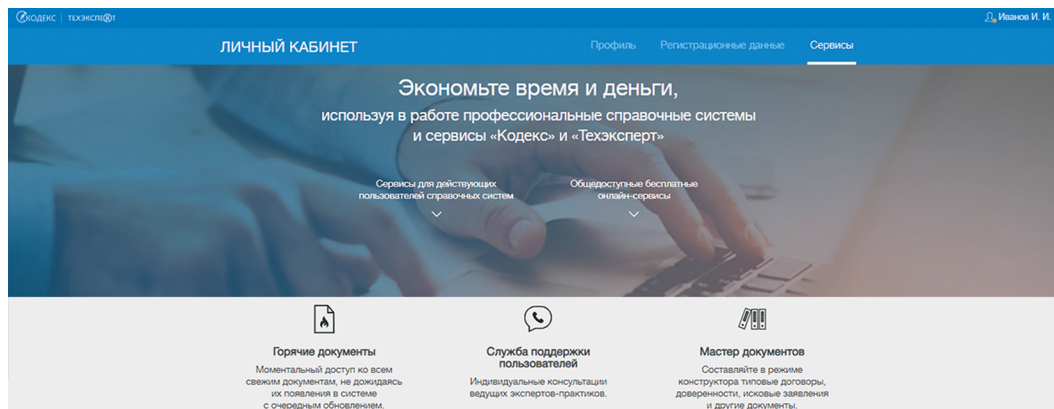 КОДЕКС | ТЕХЭКСПЕРТ
Иванов И. И.
ЛИЧНЫЙ КАБИНЕТ
Профиль
Регистрационные данные
Сервисы
Экономьте время и деньги,
используя в работе профессиональные справочные системы
и сервисы «Кодекс» и «Техэксперт»
Сервисы для действующих
пользователей справочных систем
Общедоступные бесплатные
онлайн-сервисы
Горячие документы
Моментальный доступ ко всем
свежим документам, не дожидаясь
их появления в системе
с очередным обновлением.
Служба поддержки
пользователей
Индивидуальные консультации
ведущих экспертов-практиков.
Мастер документов
Составляйте в режиме
конструктора типовые договоры,
доверенности, исковые заявления
и другие документы.